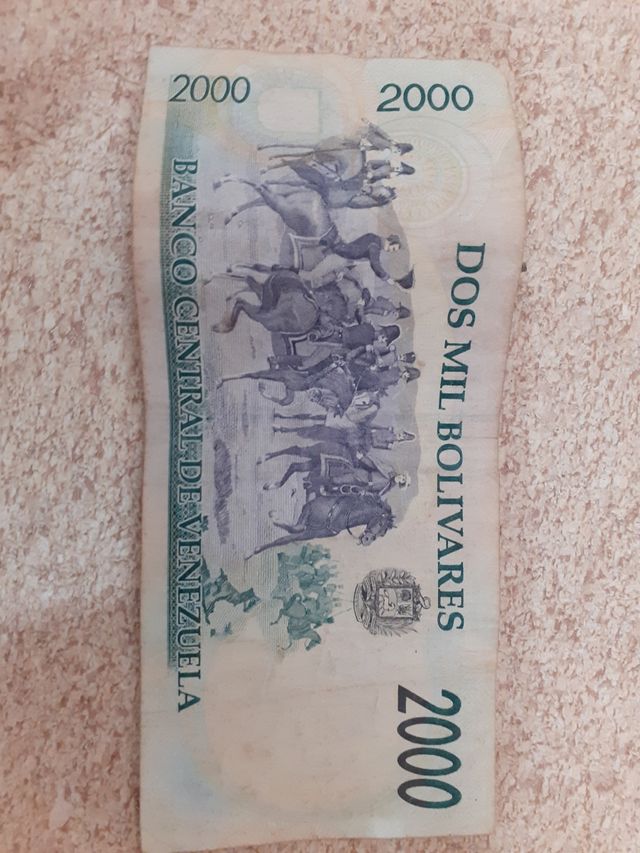 2000
2000
DOS MIL BOLIVARES
2000
BANCO CENTRAL DE VENEZUELA